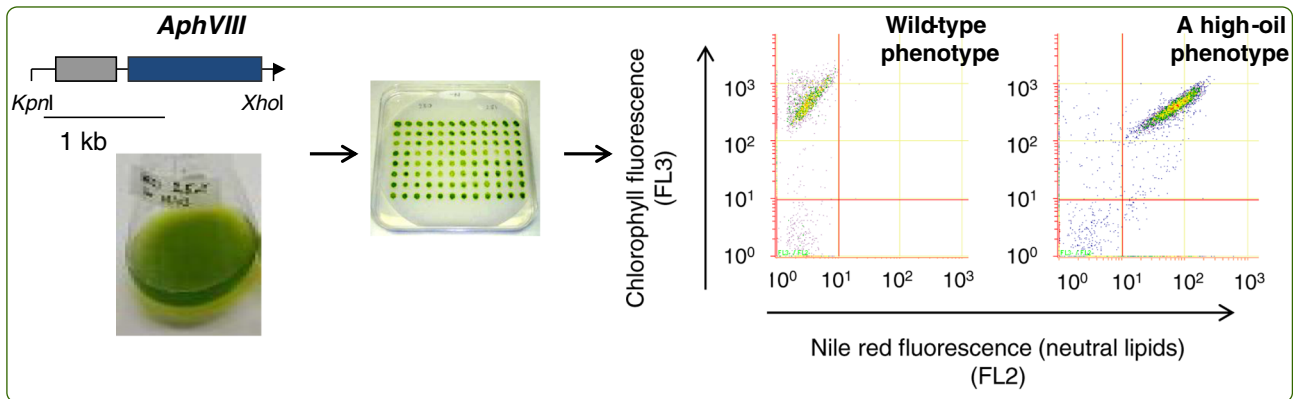 AphVIII
KpnI
XhoI
1 kb
Chlorophyll fluorescence
(FL3)
Wild-type
phenotype
10³
10²
10¹
10⁰
10⁰ 10¹ 10² 10³
A high-oil
phenotype
10³
10²
10¹
10⁰
10⁰ 10¹ 10² 10³
Nile red fluorescence (neutral lipids)
(FL2)